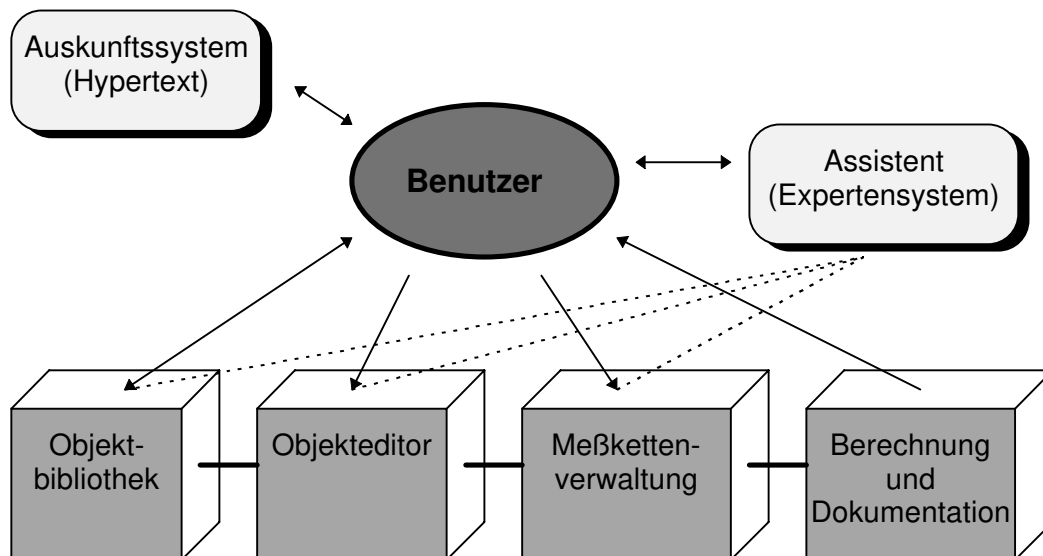 Auskunftssystem
(Hypertext)
Benutzer
Assistent
(Expertensystem)
Objekt-
bibliothek
Objekteditor
Meßketten-
verwaltung
Berechnung
und
Dokumentation